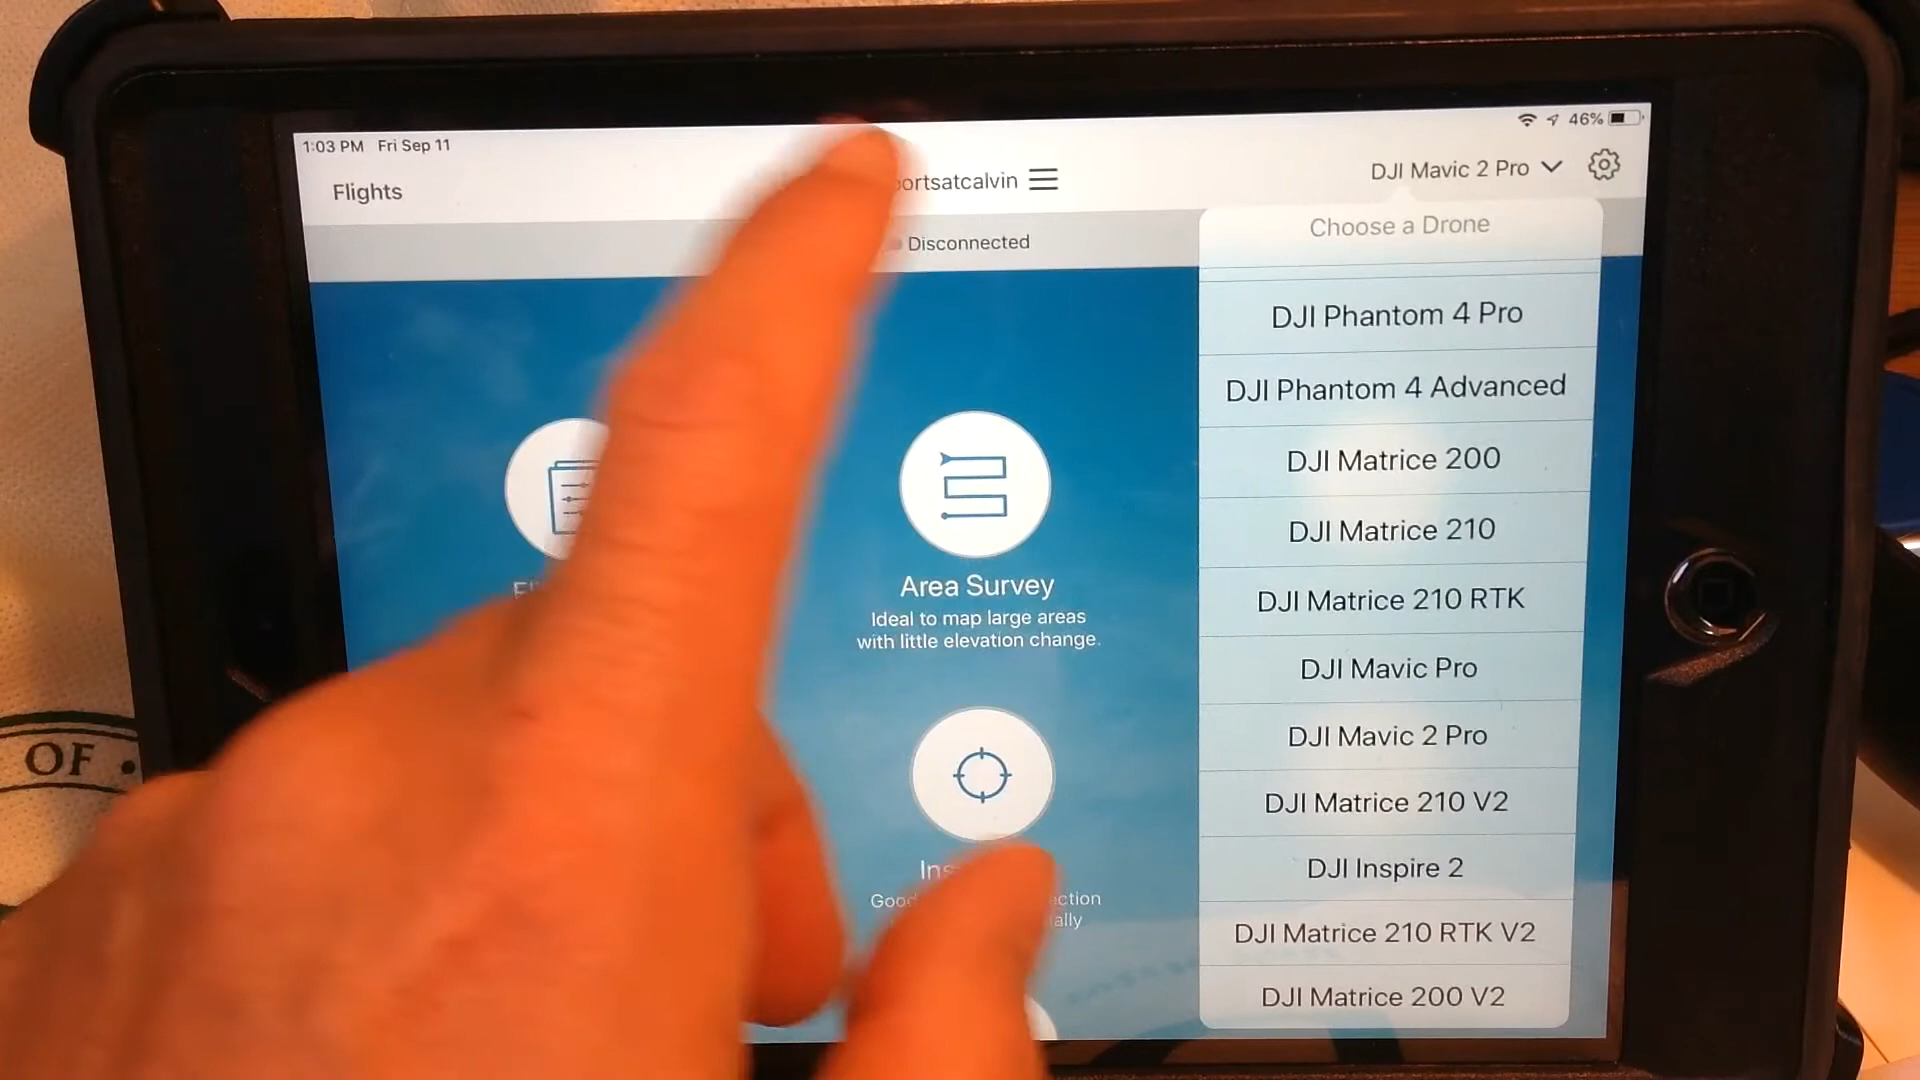 1:03 PM Fri Sep 11
46%
Flights
DJI Mavic 2 Pro
Disconnected
Choose a Drone
DJI Phantom 4 Pro
DJI Phantom 4 Advanced
DJI Matrice 200
DJI Matrice 210
DJI Matrice 210 RTK
DJI Mavic Pro
DJI Mavic 2 Pro
DJI Matrice 210 V2
DJI Inspire 2
DJI Matrice 210 RTK V2
DJI Matrice 200 V2
Area Survey
Ideal to map large areas
with little elevation change.
OF